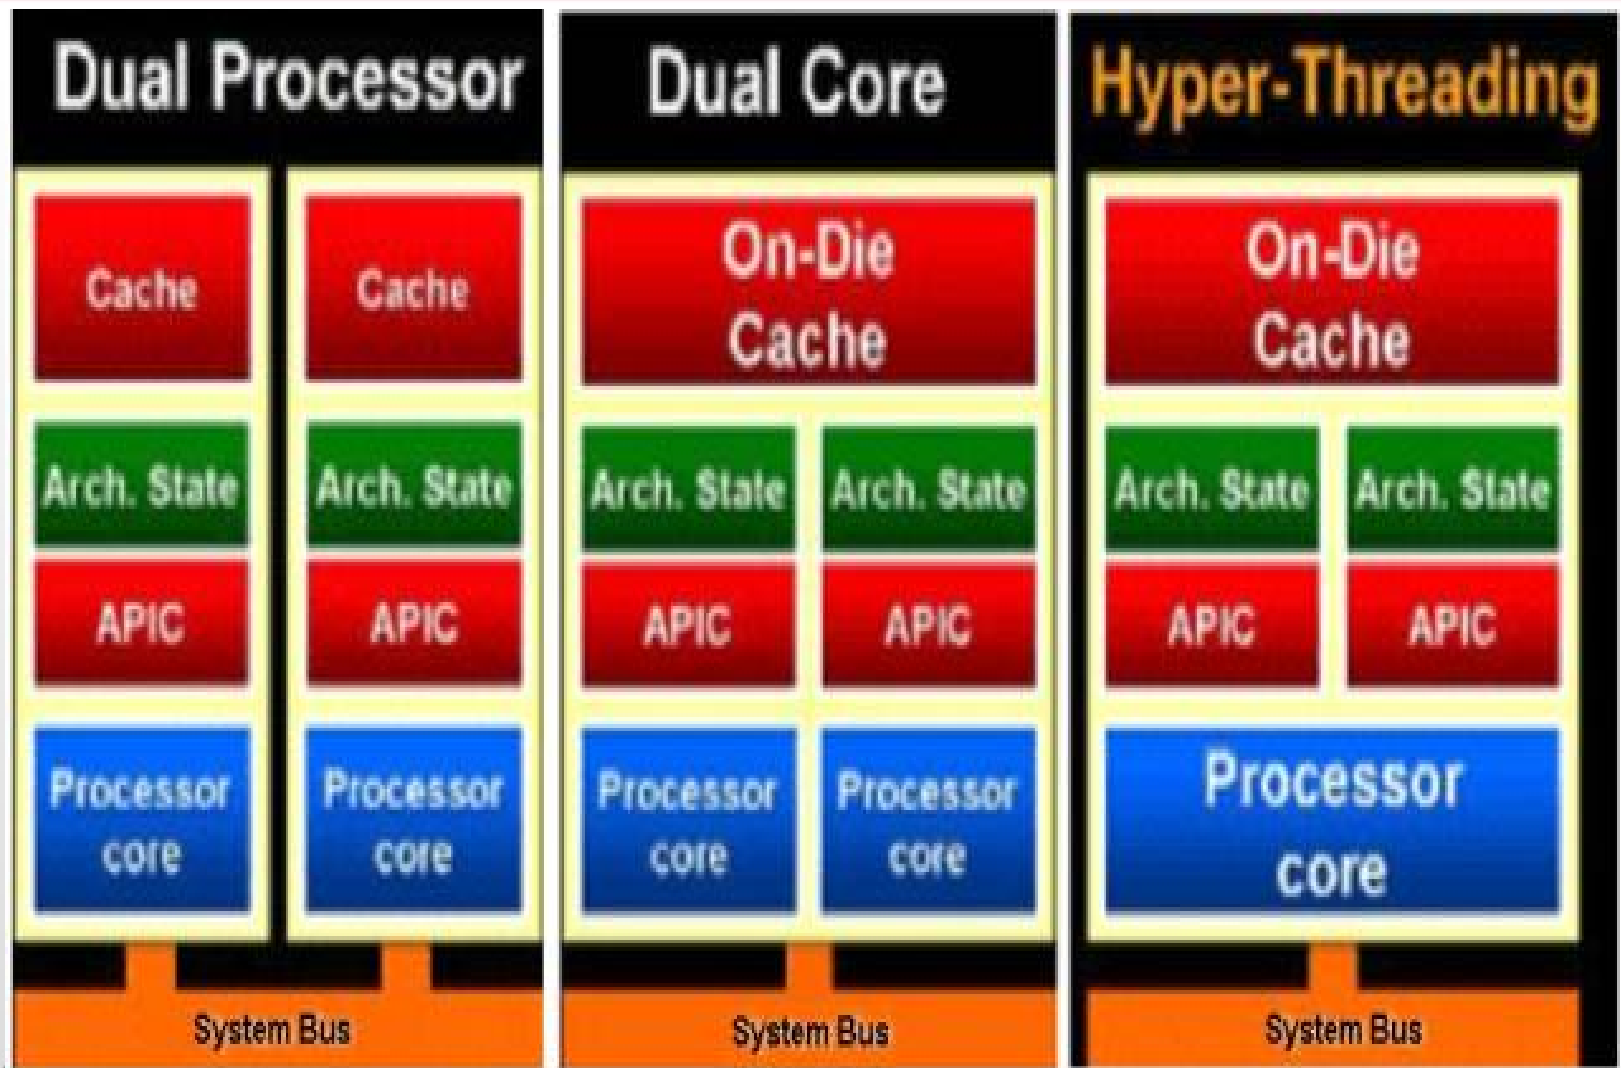 Dual Processor
Cache
Cache
Arch. State
Arch. State
APIC
APIC
Processor
core
Processor
core
System Bus
Dual Core
On-Die
Cache
Arch. State
Arch. State
APIC
APIC
Processor
core
Processor
core
System Bus
Hyper-Threading
On-Die
Cache
Arch. State
Arch. State
APIC
APIC
Processor
core
System Bus